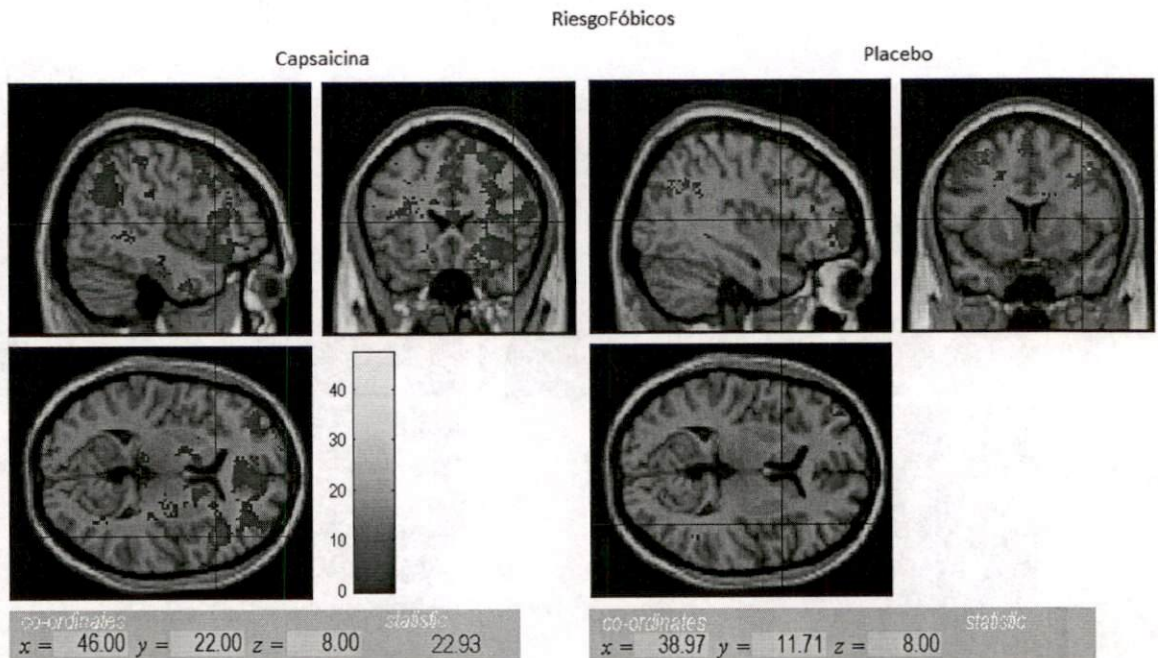 RiesgoFóbicos
Capsaicina
Placebo
40
30
20
10
0
co-ordinates statistic
x = 46.00 y = 22.00 z = 8.00 22.93
co-ordinates statistic
x = 38.97 y = 11.71 z = 8.00